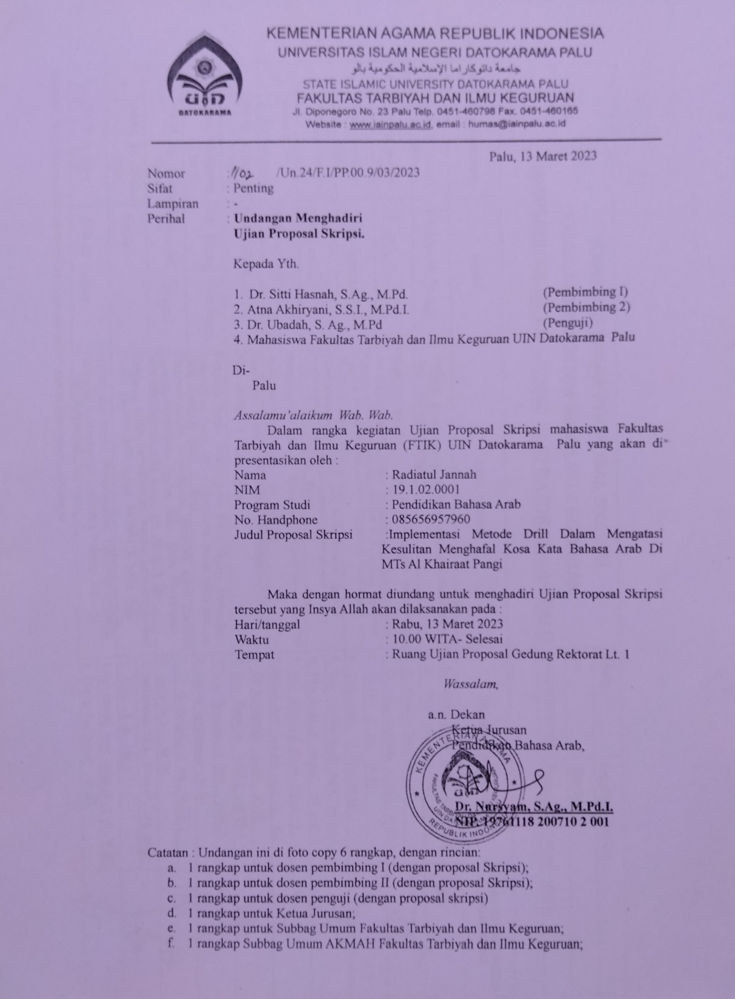 KEMENTERIAN AGAMA REPUBLIK INDONESIA
UNIVERSITAS ISLAM NEGERI DATOKARAMA PALU
جامعة داتوكاراما الإسلامية الحكومية بالو
STATE ISLAMIC UNIVERSITY DATOKARAMA PALU
FAKULTAS TARBIYAH DAN ILMU KEGURUAN
Jl. Diponegoro No. 23 Palu Telp. 0451-460798 Fax. 0451-460165
Website : www.iainpalu.ac.id, email : humas@iainpalu.ac.id
UIN
DATOKARAMA
Palu, 13 Maret 2023
Nomor : 1102 /Un.24/F.I/PP.00.9/03/2023
Sifat : Penting
Lampiran : -
Perihal : Undangan Menghadiri
Ujian Proposal Skripsi.
Kepada Yth.
1. Dr. Sitti Hasnah, S.Ag., M.Pd. (Pembimbing I)
2. Atna Akhiryani, S.S.I., M.Pd.I. (Pembimbing 2)
3. Dr. Ubadah, S. Ag., M.Pd (Penguji)
4. Mahasiswa Fakultas Tarbiyah dan Ilmu Keguruan UIN Datokarama Palu
Di-
Palu
Assalamu'alaikum Wab. Wab.
Dalam rangka kegiatan Ujian Proposal Skripsi mahasiswa Fakultas
Tarbiyah dan Ilmu Keguruan (FTIK) UIN Datokarama Palu yang akan di-
presentasikan oleh :
Nama : Radiatul Jannah
NIM : 19.1.02.0001
Program Studi : Pendidikan Bahasa Arab
No. Handphone : 085656957960
Judul Proposal Skripsi :Implementasi Metode Drill Dalam Mengatasi
Kesulitan Menghafal Kosa Kata Bahasa Arab Di
MTs Al Khairaat Pangi
Maka dengan hormat diundang untuk menghadiri Ujian Proposal Skripsi
tersebut yang Insya Allah akan dilaksanakan pada :
Hari/tanggal : Rabu, 13 Maret 2023
Waktu : 10.00 WITA- Selesai
Tempat : Ruang Ujian Proposal Gedung Rektorat Lt. 1
Wassalam,
a.n. Dekan
Ketua Jurusan
Pendidikan Bahasa Arab,
KEMENTERIAN AGAMA
REPUBLIK INDONESIA
Dr. Nursyam, S.Ag., M.Pd.I.
NIP. 19761118 200710 2 001
Catatan : Undangan ini di foto copy 6 rangkap, dengan rincian:
a. 1 rangkap untuk dosen pembimbing I (dengan proposal Skripsi);
b. 1 rangkap untuk dosen pembimbing II (dengan proposal Skripsi);
c. 1 rangkap untuk dosen penguji (dengan proposal skripsi)
d. 1 rangkap untuk Ketua Jurusan;
e. 1 rangkap untuk Subbag Umum Fakultas Tarbiyah dan Ilmu Keguruan;
f. 1 rangkap Subbag Umum AKMAH Fakultas Tarbiyah dan Ilmu Keguruan;